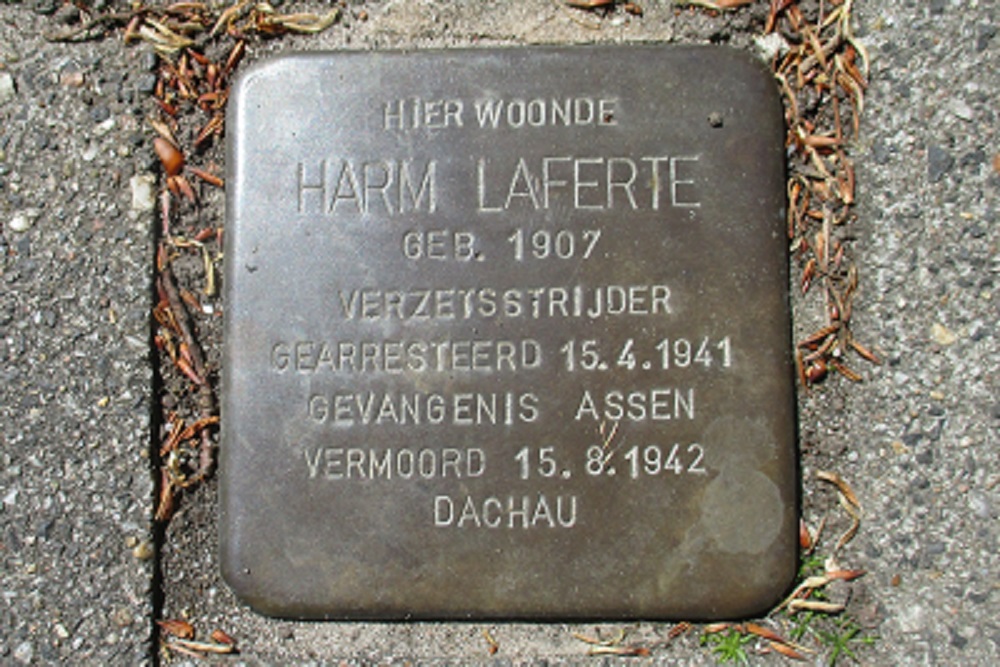 HIER WOONDE
HARM LAFERTE
GEB. 1907
VERZETSSTRIJDER
GEARRESTEERD 15.4.1941
GEVANGENIS ASSEN
VERMOORD 15.8.1942
DACHAU